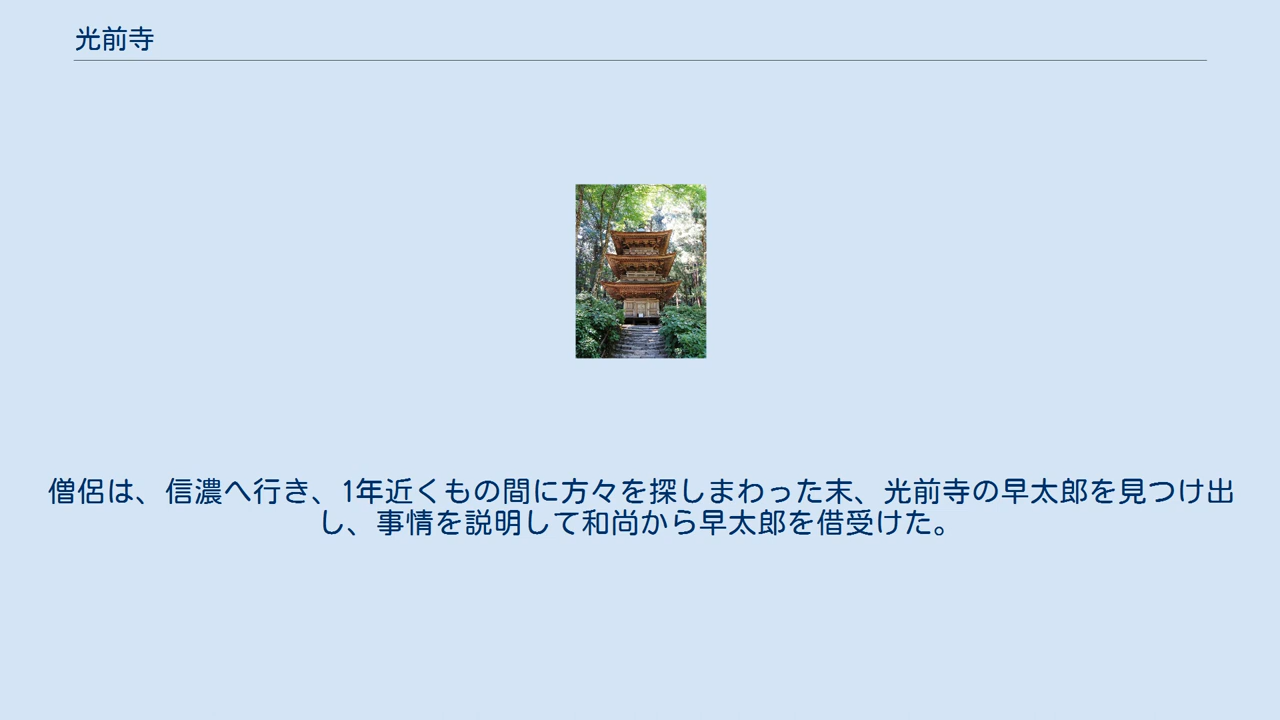 光前寺
僧侶は、信濃へ行き、1年近くもの間に方々を探しまわった末、光前寺の早太郎を見つけ出
し、事情を説明して和尚から早太郎を借受けた。